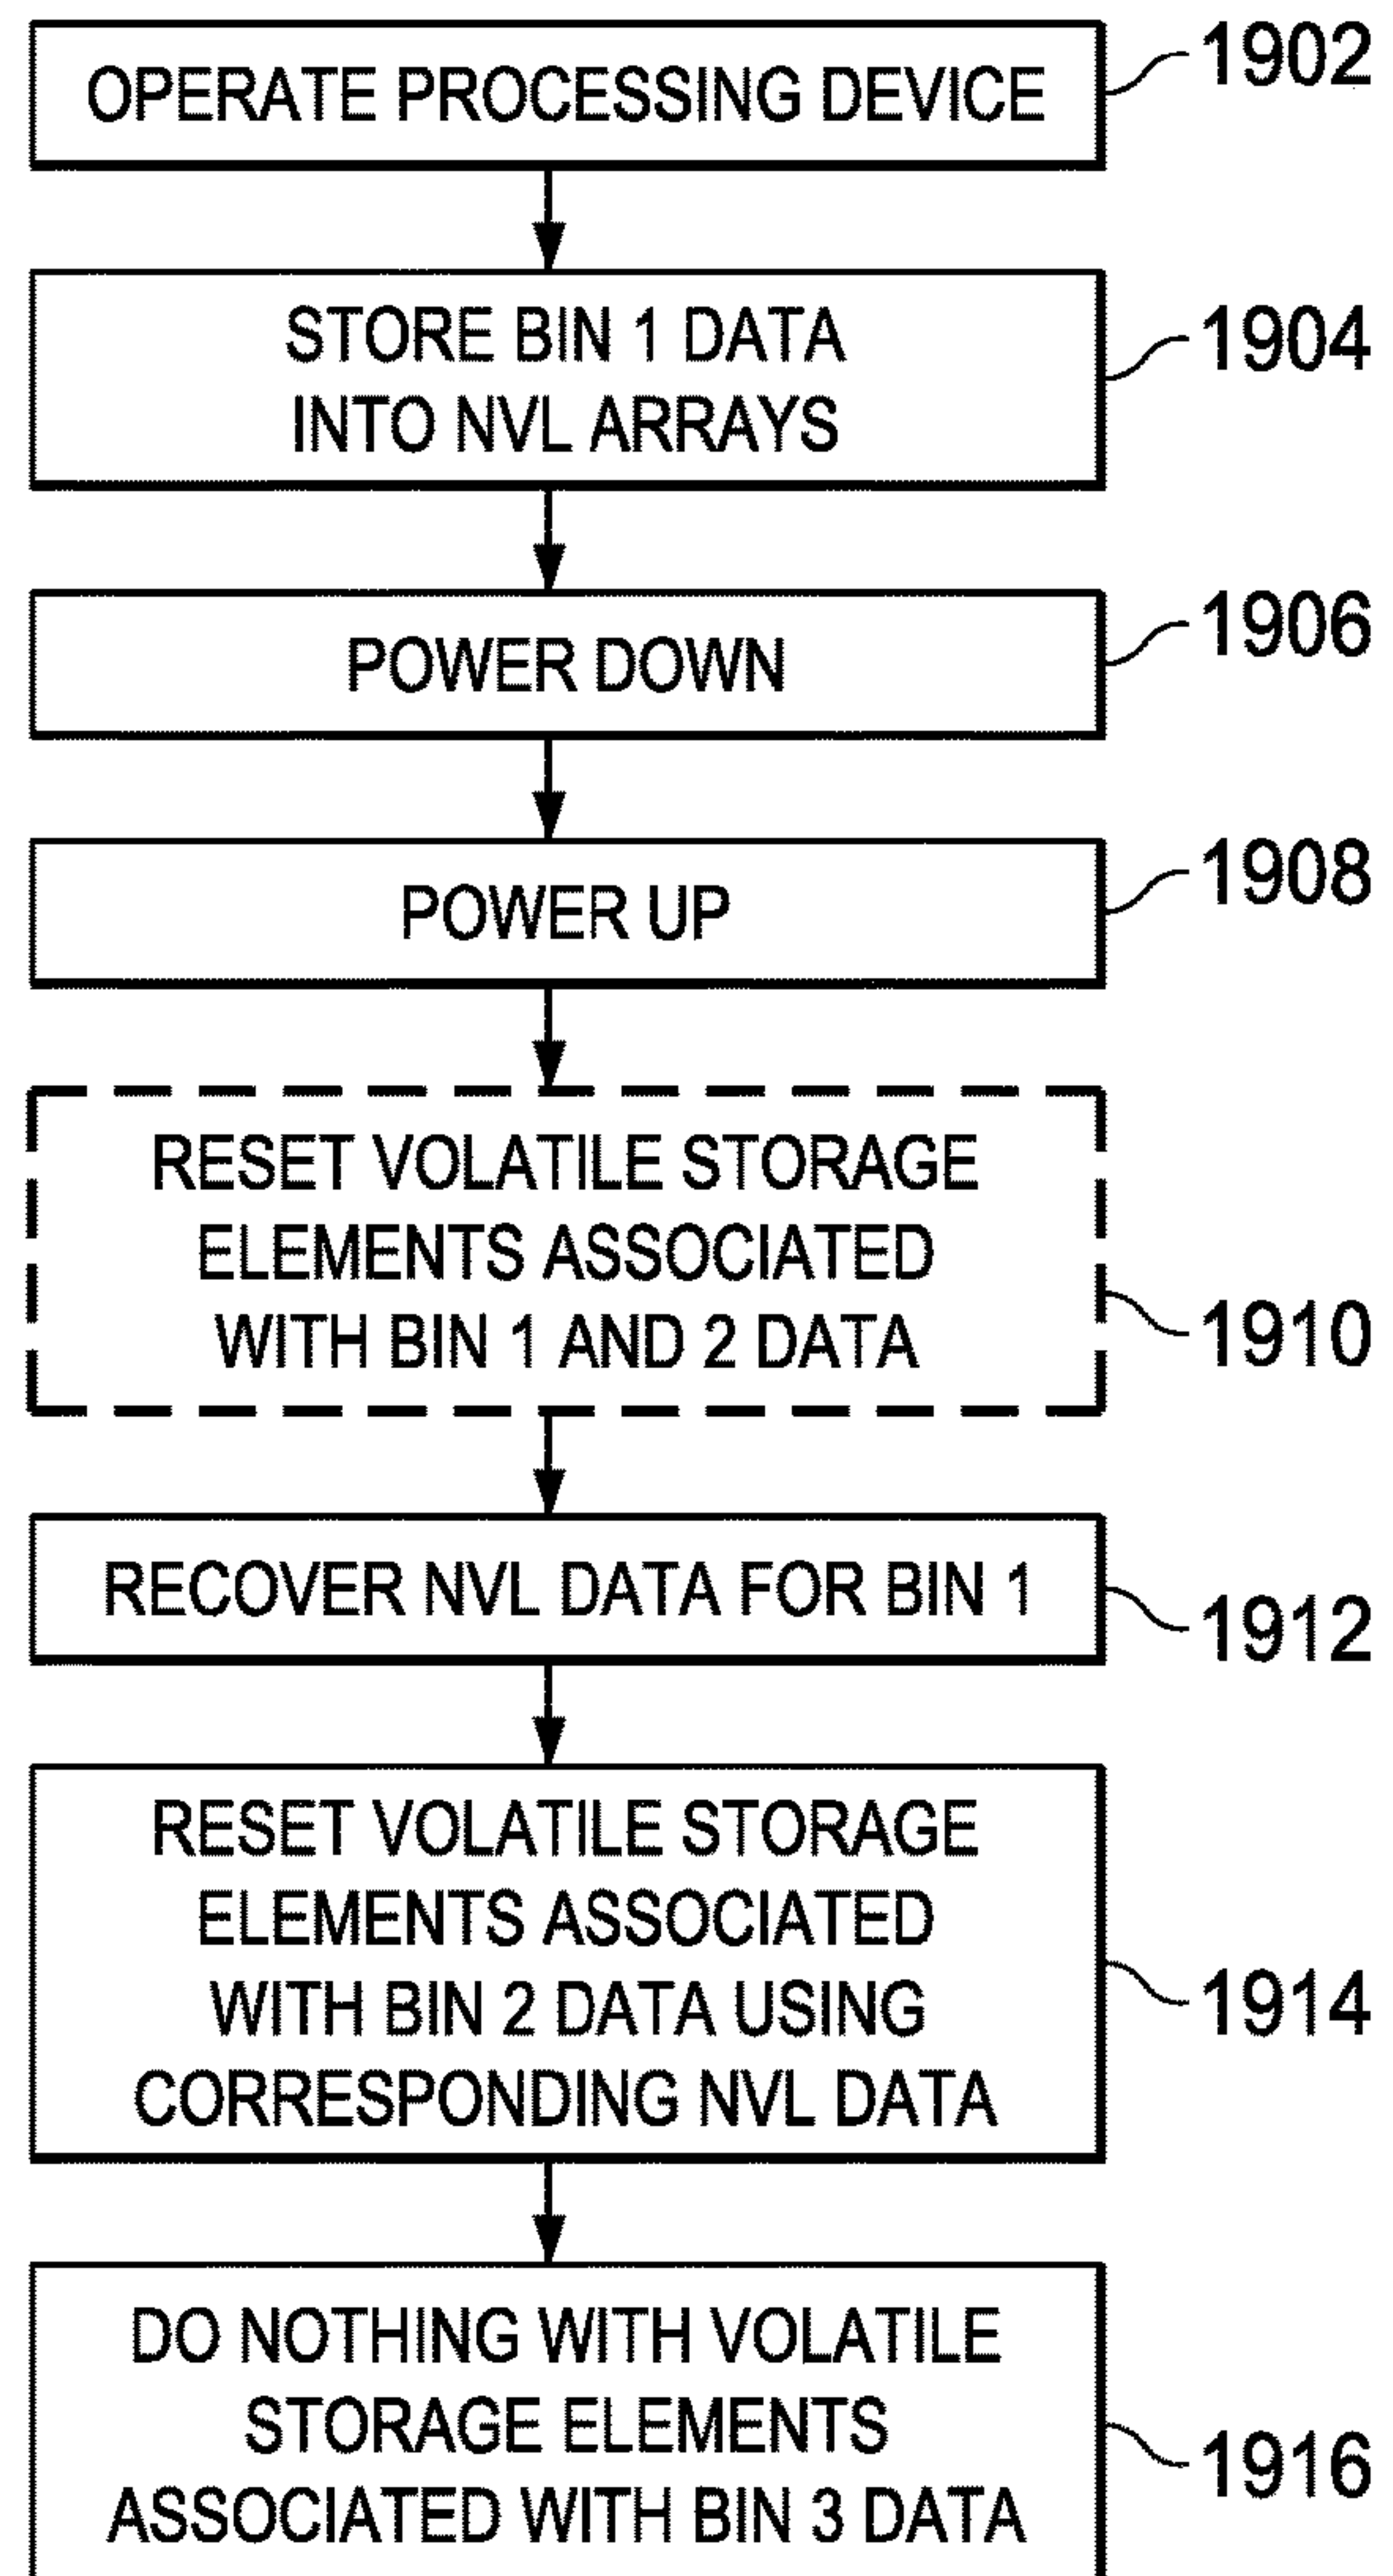 OPERATE PROCESSING DEVICE
1902
STORE BIN 1 DATA
INTO NVL ARRAYS
1904
POWER DOWN
1906
POWER UP
1908
RESET VOLATILE STORAGE
ELEMENTS ASSOCIATED
WITH BIN 1 AND 2 DATA
1910
RECOVER NVL DATA FOR BIN 1
1912
RESET VOLATILE STORAGE
ELEMENTS ASSOCIATED
WITH BIN 2 DATA USING
CORRESPONDING NVL DATA
1914
DO NOTHING WITH VOLATILE
STORAGE ELEMENTS
ASSOCIATED WITH BIN 3 DATA
1916